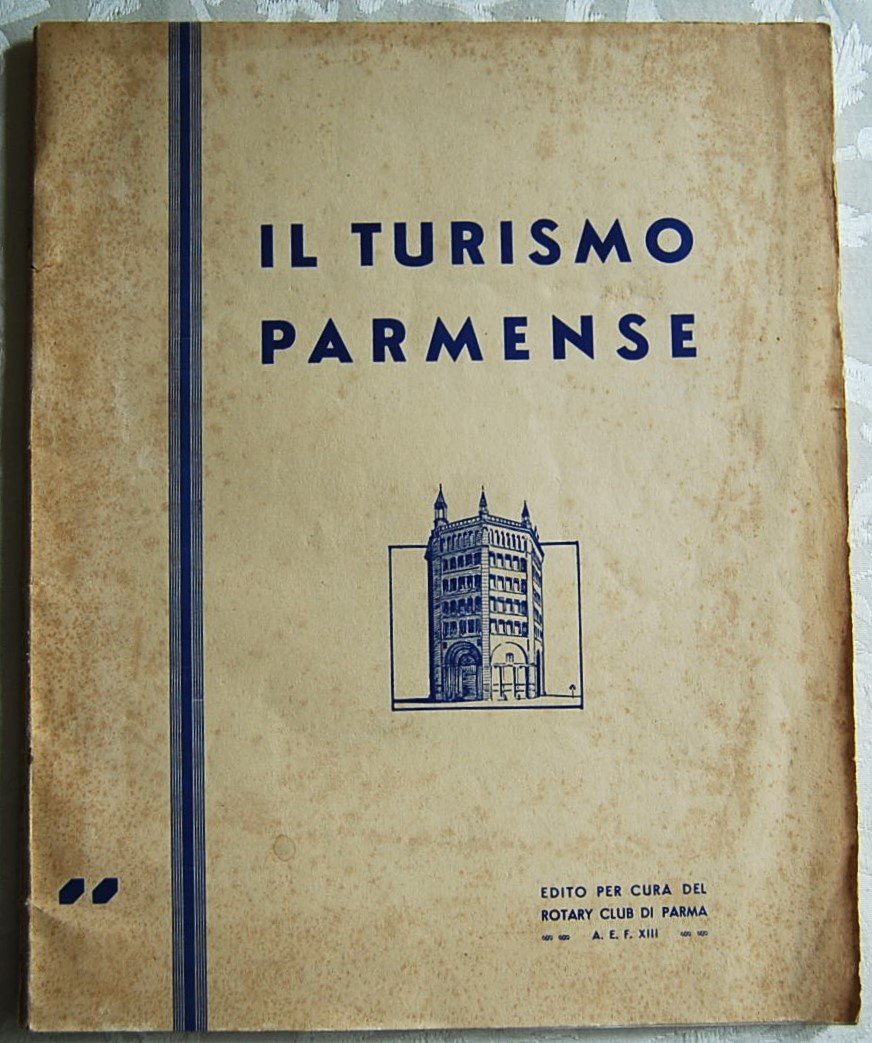 IL TURISMO
PARMENSE
EDITO PER CURA DEL
ROTARY CLUB DI PARMA
A. E. F. XIII